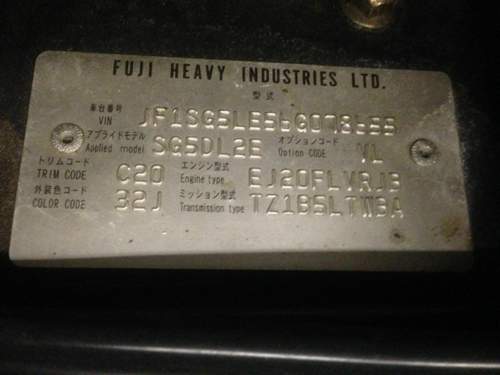 FUJI HEAVY INDUSTRIES LTD.
型式
車台番号
VIN JF1SG5LE56G078655
アプライドモデル オプションコード
Applied model SG5DL2E Option CODE VL
トリムコード エンジン型式
TRIM CODE C20 Engine type EJ20FLVRJ3
外装色コード ミッション型式
COLOR CODE 32J Transmission type TZ1B5LTW3A